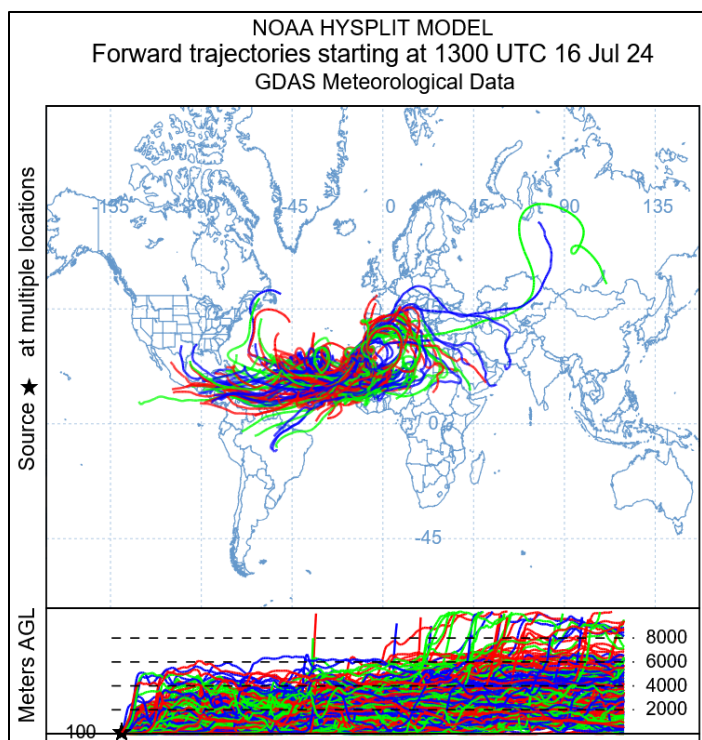 NOAA HYSPLIT MODEL
Forward trajectories starting at 1300 UTC 16 Jul 24
GDAS Meteorological Data
Source ★ at multiple locations
-135 -90 -45 0 45 90 135
0
-45
Meters AGL
8000
6000
4000
2000
100